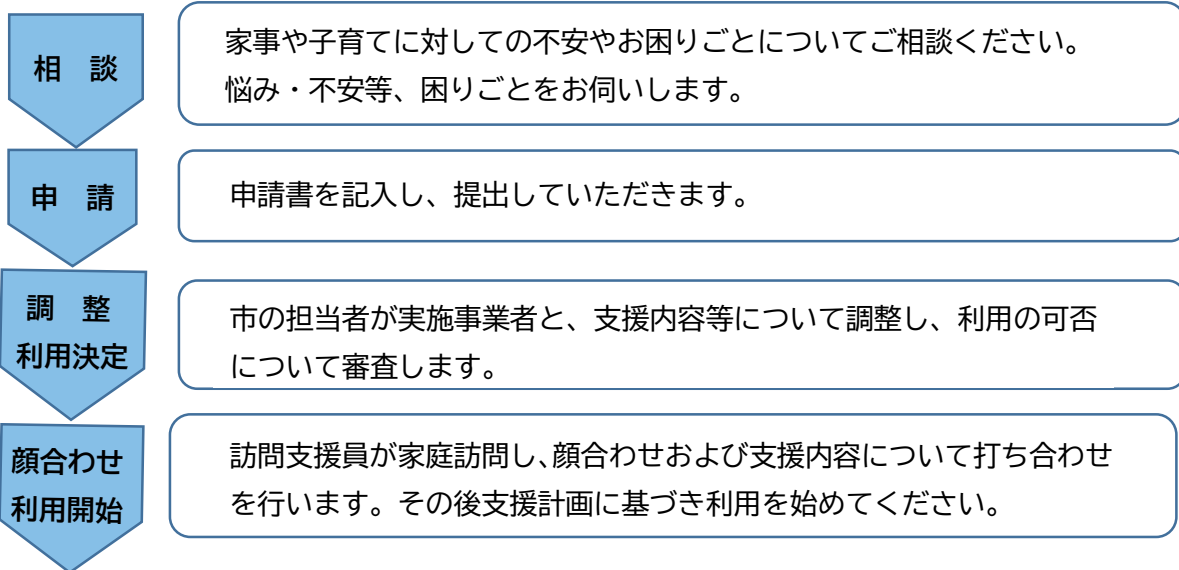 相　談
家事や子育てに対しての不安やお困りごとについてご相談ください。
悩み・不安等、困りごとをお伺いします。
申　請
申請書を記入し、提出していただきます。
調　整
利用決定
市の担当者が実施事業者と、支援内容等について調整し、利用の可否
について審査します。
顔合わせ
利用開始
訪問支援員が家庭訪問し、顔合わせおよび支援内容について打ち合わせ
を行います。その後支援計画に基づき利用を始めてください。